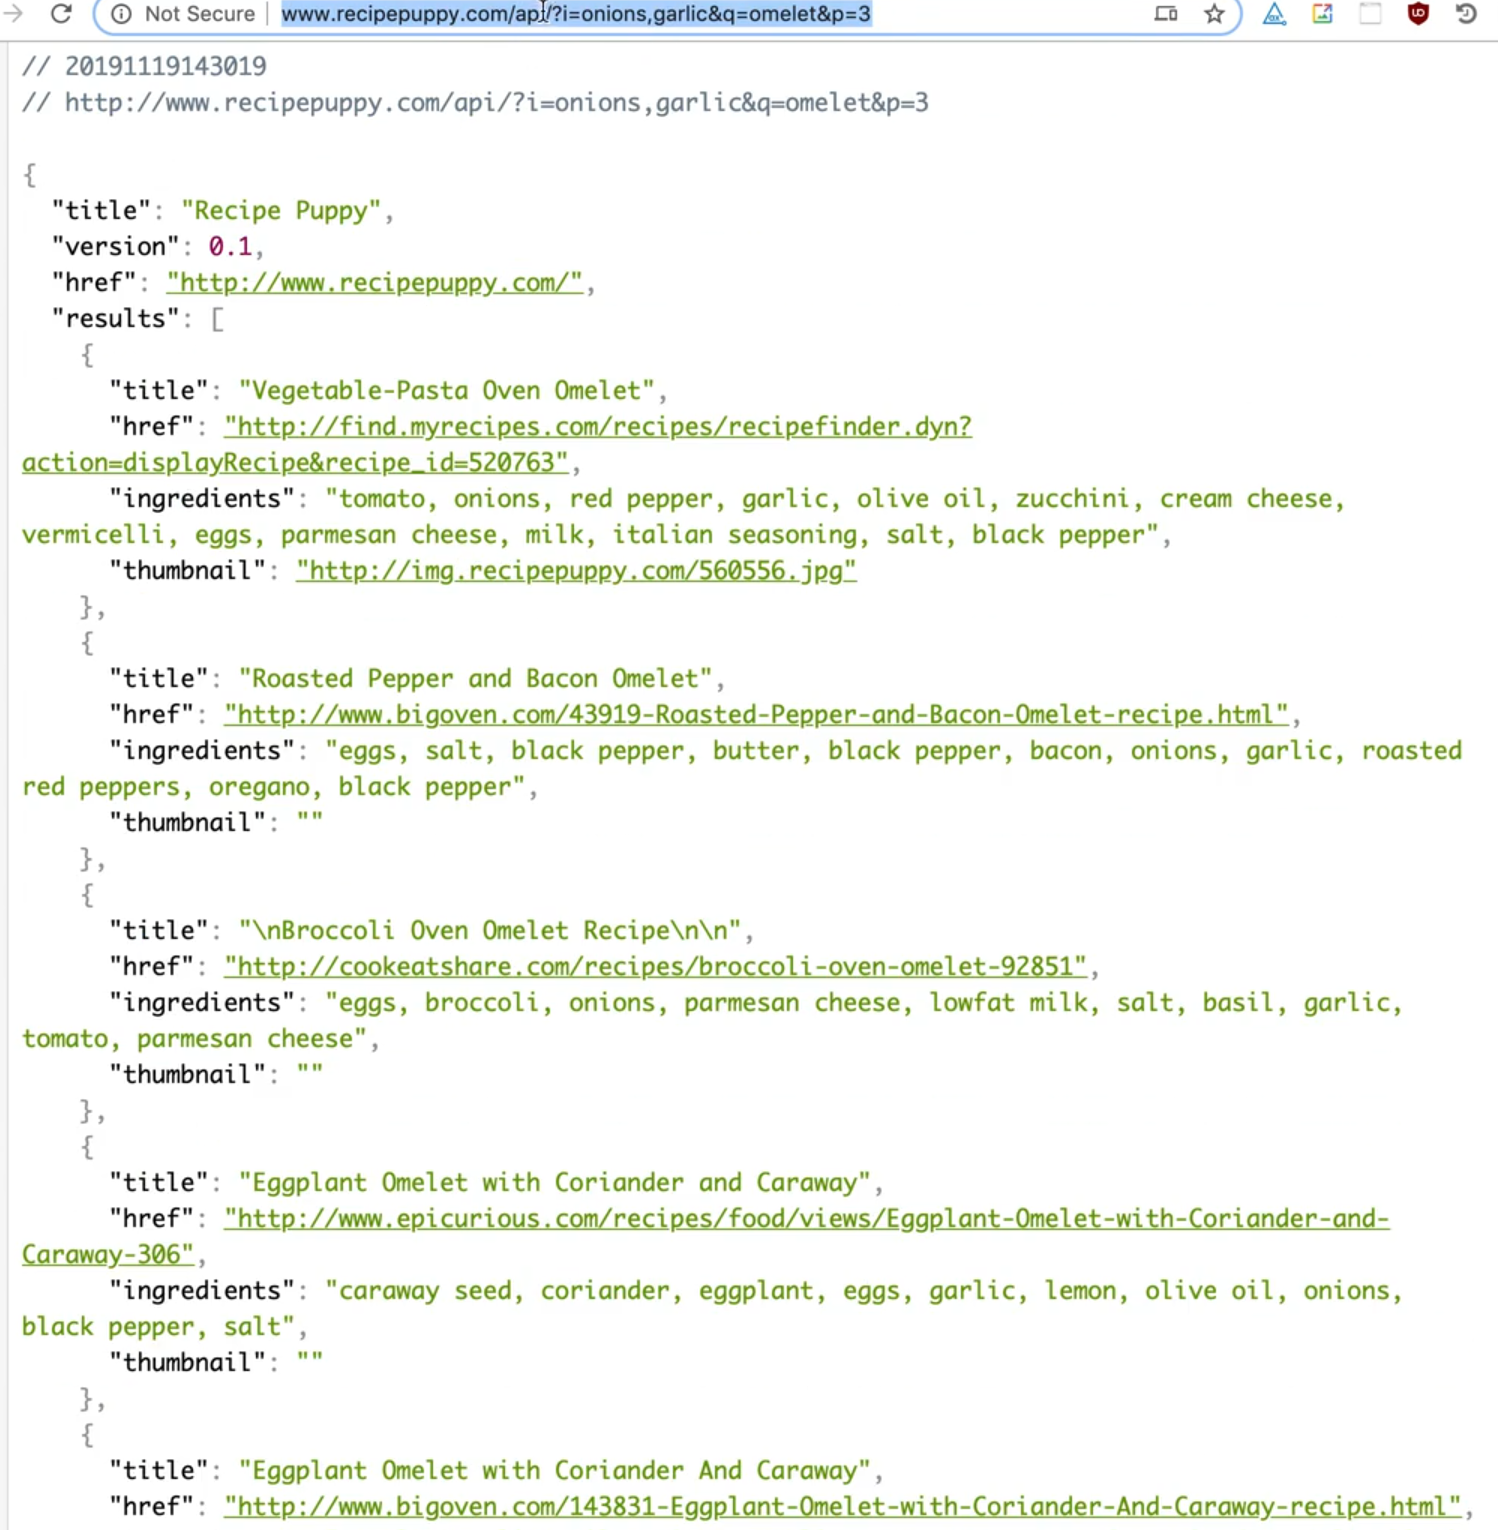 Not Secure | www.recipepuppy.com/api/?i=onions,garlic&q=omelet&p=3
// 20191119143019
// http://www.recipepuppy.com/api/?i=onions,garlic&q=omelet&p=3
{
"title": "Recipe Puppy",
"version": 0.1,
"href": "http://www.recipepuppy.com/",
"results": [
{
"title": "Vegetable-Pasta Oven Omelet",
"href": "http://find.myrecipes.com/recipes/recipefinder.dyn?
action=displayRecipe&recipe_id=520763",
"ingredients": "tomato, onions, red pepper, garlic, olive oil, zucchini, cream cheese,
vermicelli, eggs, parmesan cheese, milk, italian seasoning, salt, black pepper",
"thumbnail": "http://img.recipepuppy.com/560556.jpg"
},
{
"title": "Roasted Pepper and Bacon Omelet",
"href": "http://www.bigoven.com/43919-Roasted-Pepper-and-Bacon-Omelet-recipe.html",
"ingredients": "eggs, salt, black pepper, butter, black pepper, bacon, onions, garlic, roasted
red peppers, oregano, black pepper",
"thumbnail": ""
},
{
"title": "\nBroccoli Oven Omelet Recipe\n\n",
"href": "http://cookeatshare.com/recipes/broccoli-oven-omelet-92851",
"ingredients": "eggs, broccoli, onions, parmesan cheese, lowfat milk, salt, basil, garlic,
tomato, parmesan cheese",
"thumbnail": ""
},
{
"title": "Eggplant Omelet with Coriander and Caraway",
"href": "http://www.epicurious.com/recipes/food/views/Eggplant-Omelet-with-Coriander-and-
Caraway-306",
"ingredients": "caraway seed, coriander, eggplant, eggs, garlic, lemon, olive oil, onions,
black pepper, salt",
"thumbnail": ""
},
{
"title": "Eggplant Omelet with Coriander And Caraway",
"href": "http://www.bigoven.com/143831-Eggplant-Omelet-with-Coriander-And-Caraway-recipe.html",